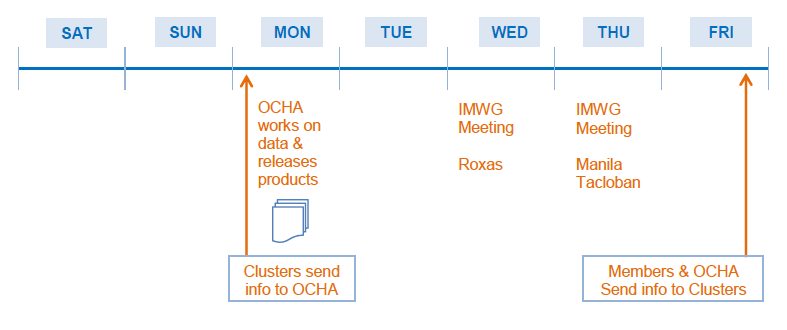 SAT
SUN
MON
TUE
WED
THU
FRI
OCHA
works on
data &
releases
products
IMWG
Meeting
Roxas
IMWG
Meeting
Manila
Tacloban
Clusters send
info to OCHA
Members & OCHA
Send info to Clusters